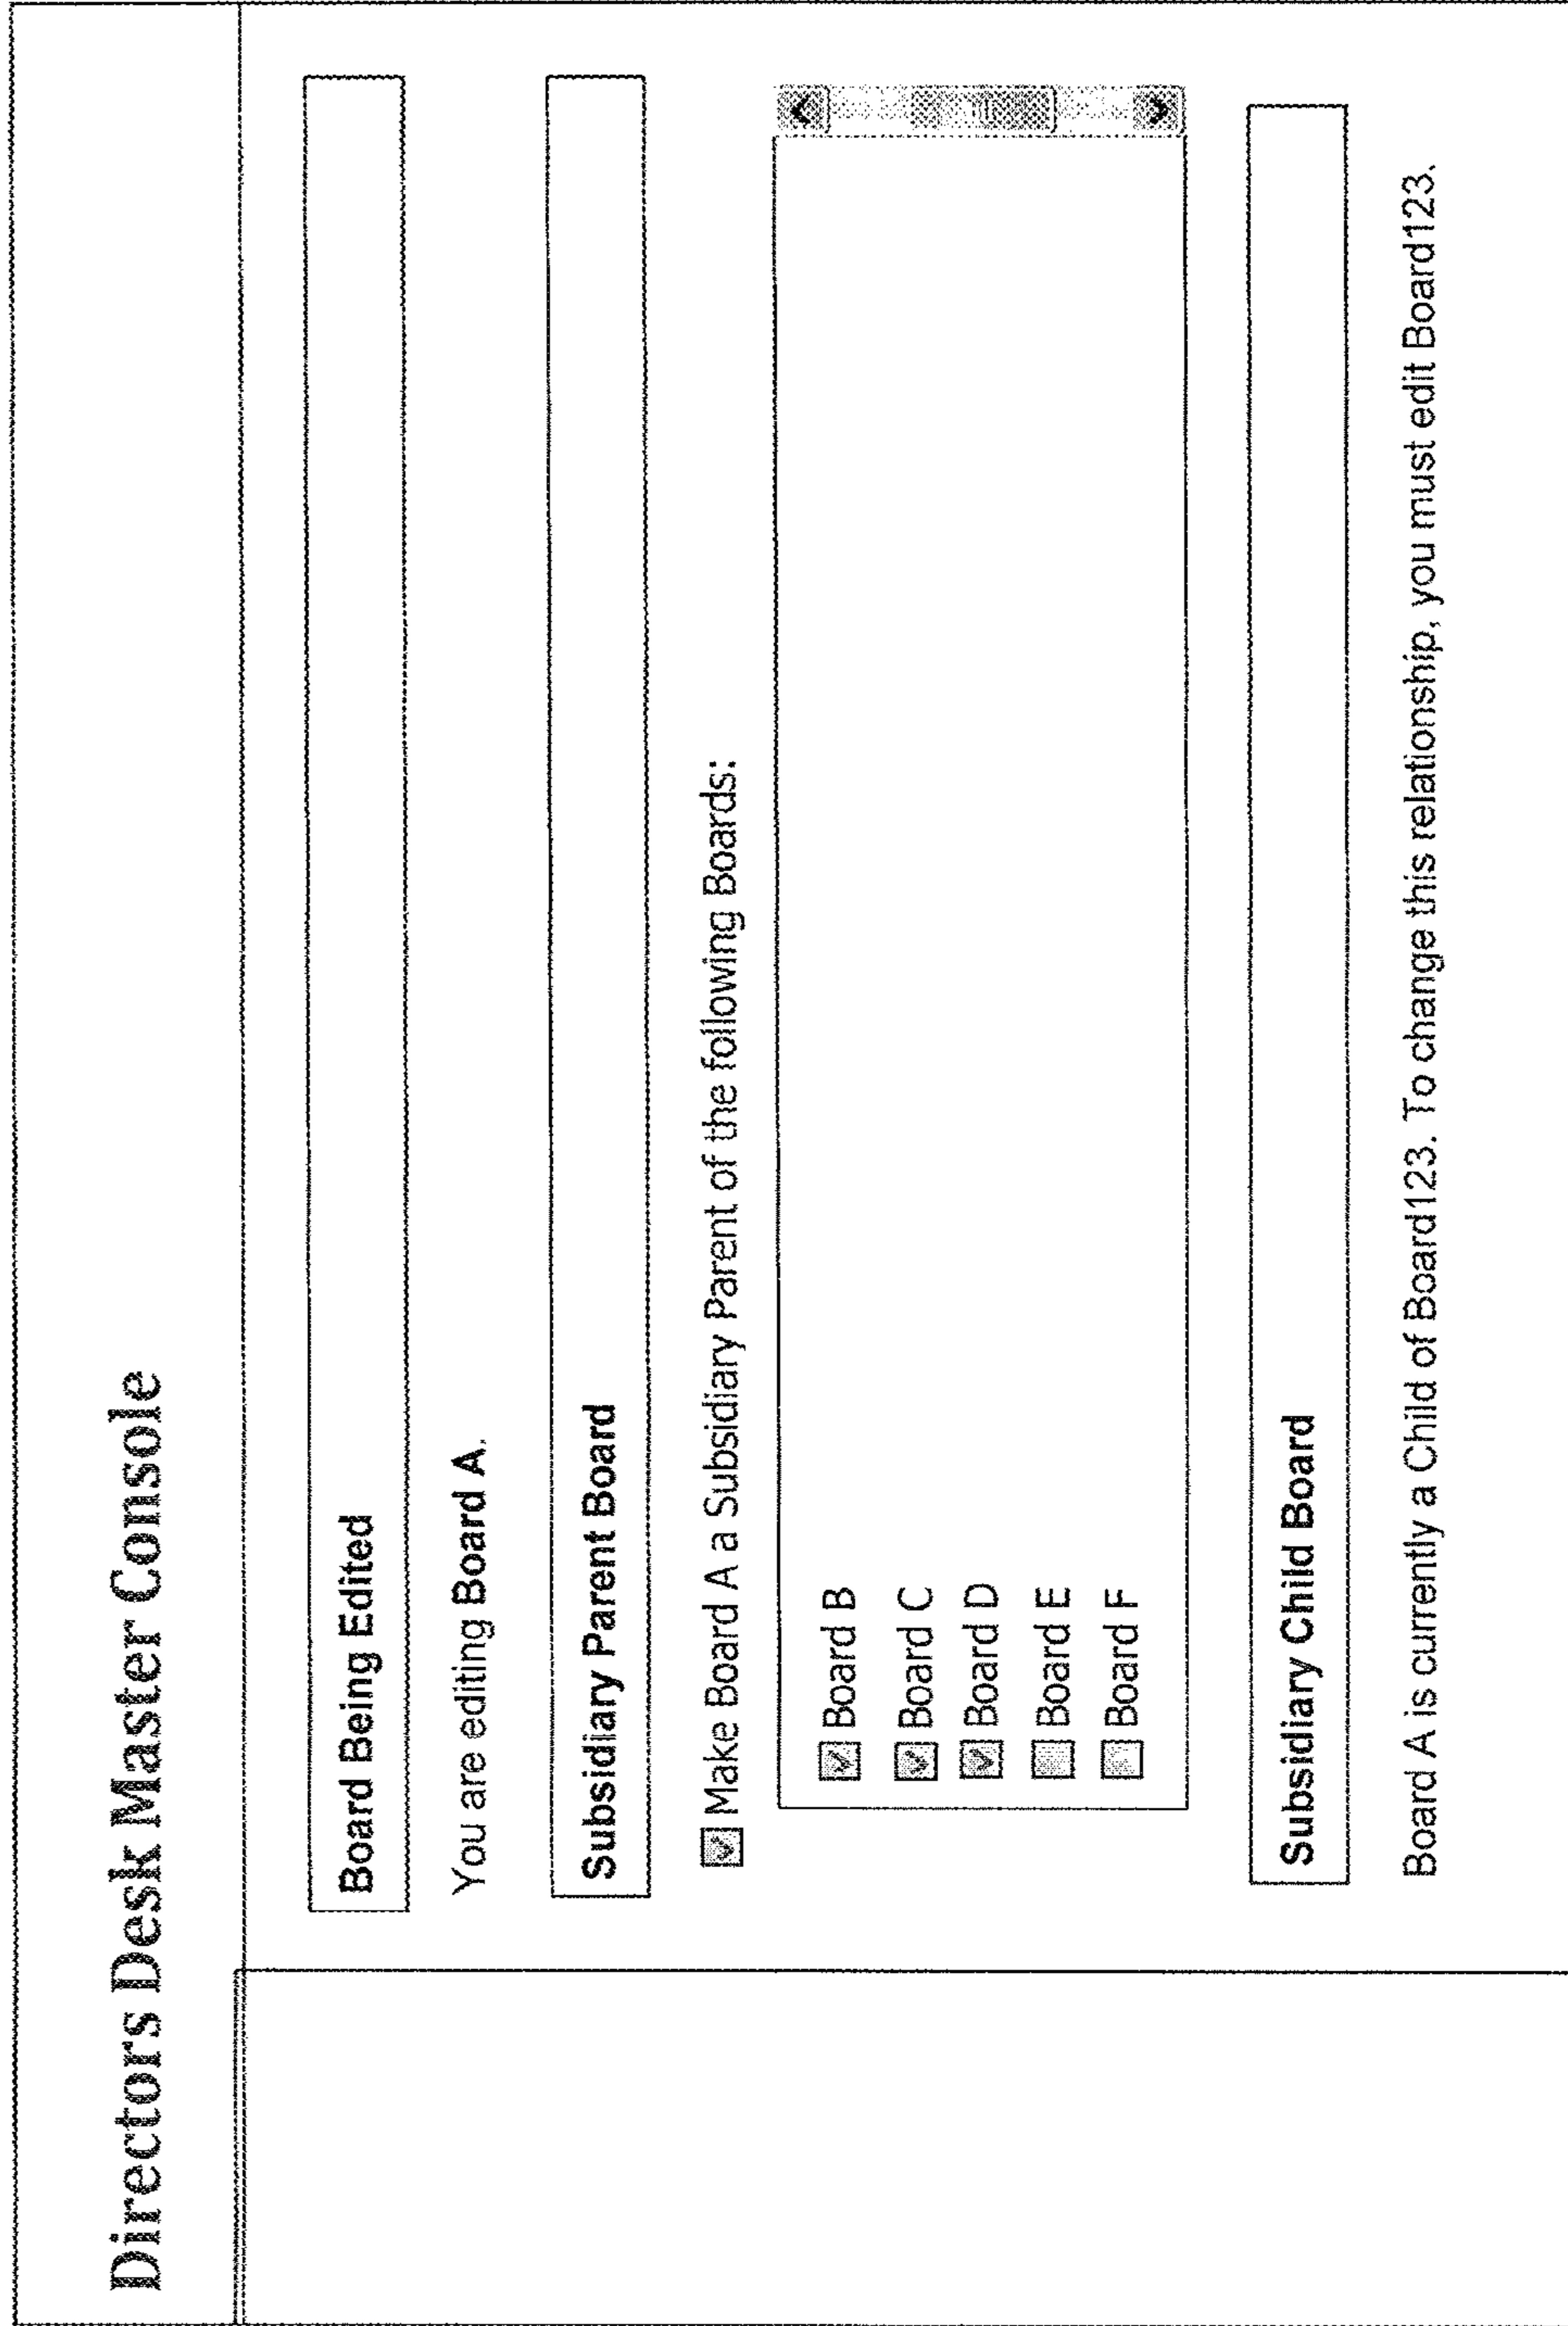 Directors Desk Master Console
Board Being Edited
You are editing Board A.
Subsidiary Parent Board
Make Board A a Subsidiary Parent of the following Boards:
Board B
Board C
Board D
Board E
Board F
Subsidiary Child Board
Board A is currently a Child of Board123. To change this relationship, you must edit Board123.